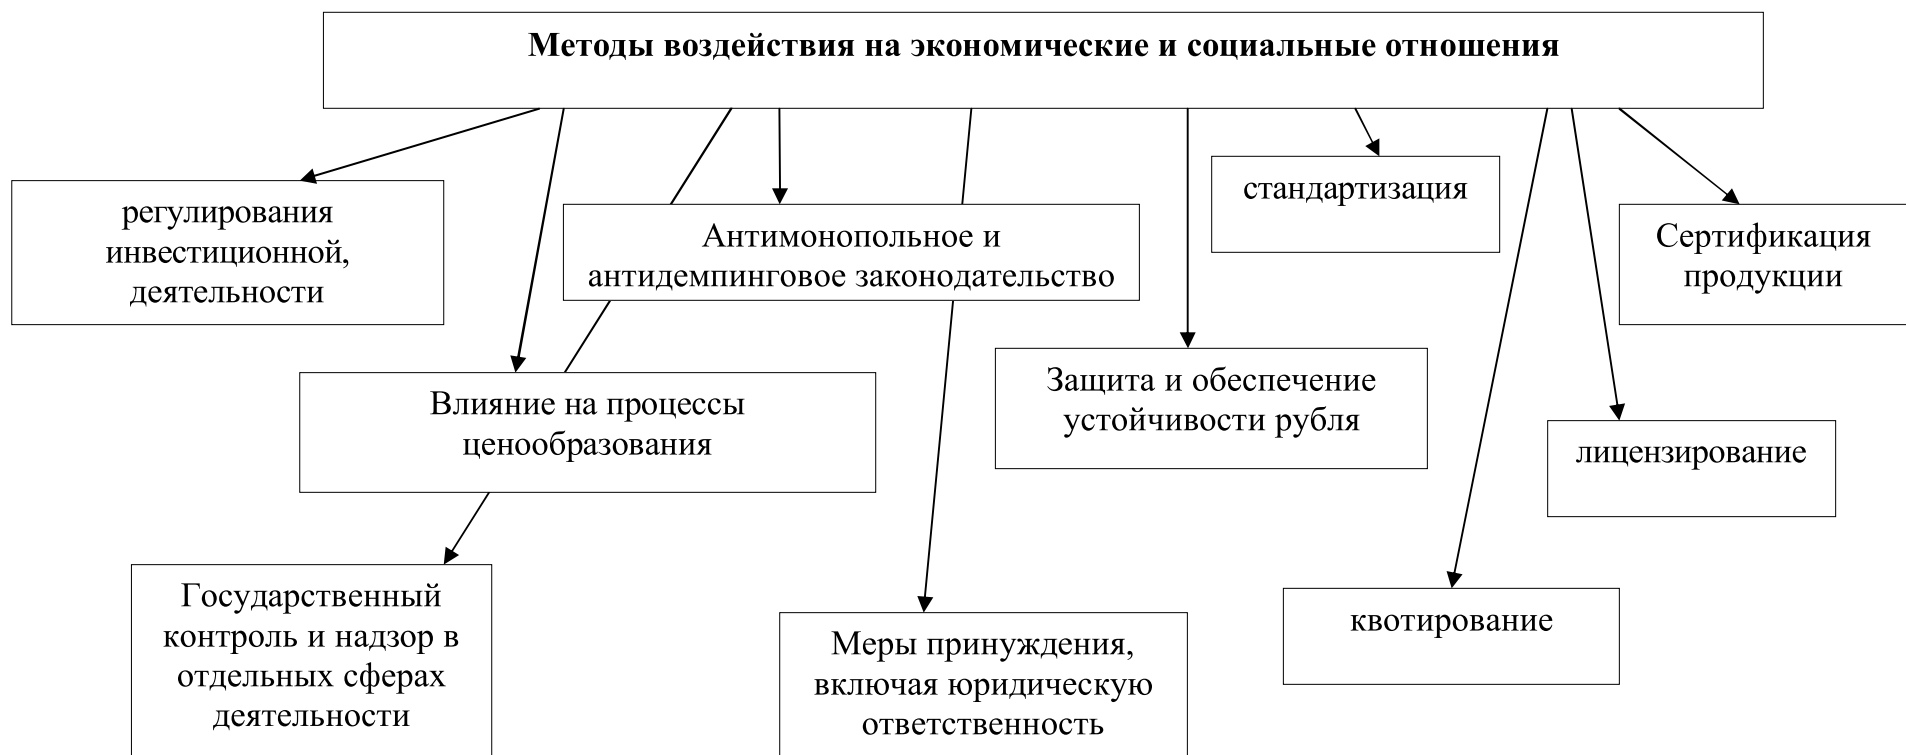 Методы воздействия на экономические и социальные отношения
регулирования
инвестиционной,
деятельности
Антимонопольное и
антидемпинговое законодательство
стандартизация
Сертификация
продукции
Влияние на процессы
ценообразования
Защита и обеспечение
устойчивости рубля
лицензирование
Государственный
контроль и надзор в
отдельных сферах
деятельности
Меры принуждения,
включая юридическую
ответственность
квотирование